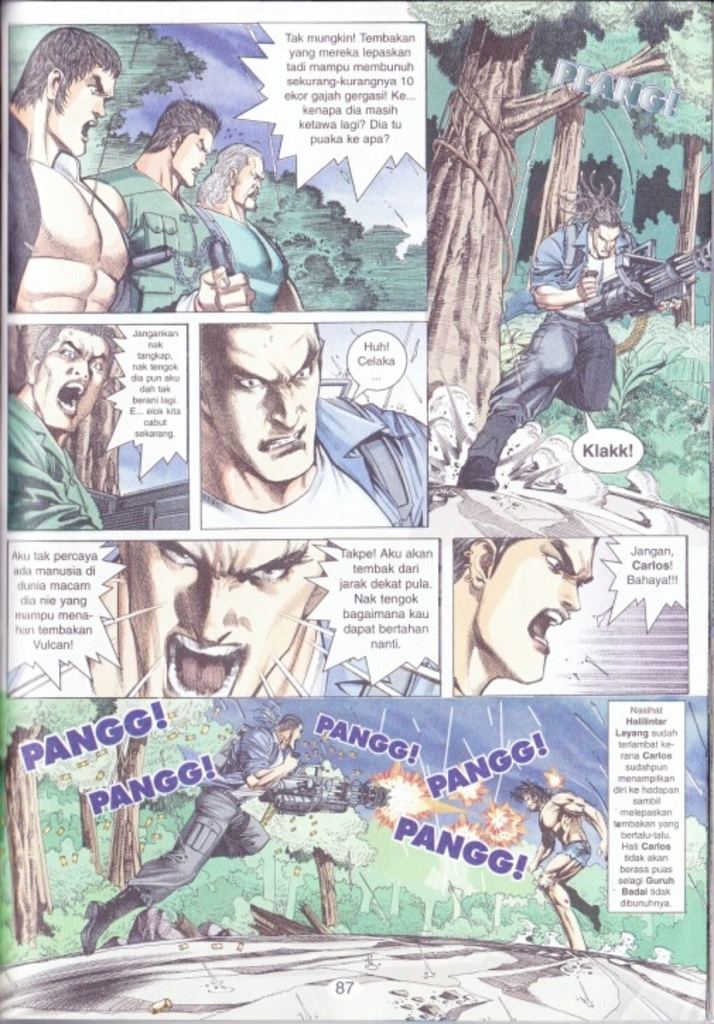 Tak mungkin! Tembakan
yang mereka lepaskan
tadi mampu membunuh
sekurang-kurangnya 10
ekor gajah gergasi! Ke...
kenapa dia masih
ketawa lagi? Dia tu
puaka ke apa?
PLANG!
Klakk!
Jangankan
nak
tangkap,
nak tengok
dia pun aku
dah tak
berani lagi.
E... elok kita
cabut
sekarang.
Huh!
Celaka
...
Aku tak percaya
ada manusia di
dunia macam
dia nie yang
mampu mena-
han tembakan
Vulcan!
Takpe! Aku akan
tembak dari
jarak dekat pula.
Nak tengok
bagaimana kau
dapat bertahan
nanti.
Jangan,
Carlos!
Bahaya!!!
PANGG!
PANGG!
PANGG!
PANGG!
PANGG!
Nasihat
Halilintar
Layang sudah
terlambat ke-
rana Carlos
sudahpun
menampilkan
diri ke hadapan
sambil
melepaskan
tembakan yang
bertalu-talu.
Hati Carlos
tidak akan
berasa puas
selagi Guruh
Badai tidak
dibunuhnya.
87